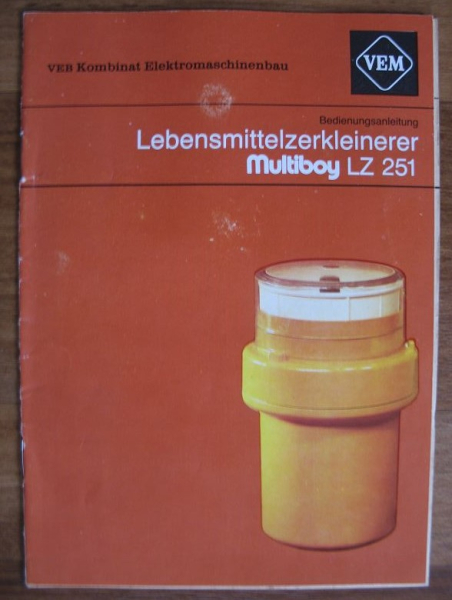 VEB Kombinat Elektromaschinenbau
VEM
Bedienungsanleitung
Lebensmittelzerkleinerer
Multiboy LZ 251